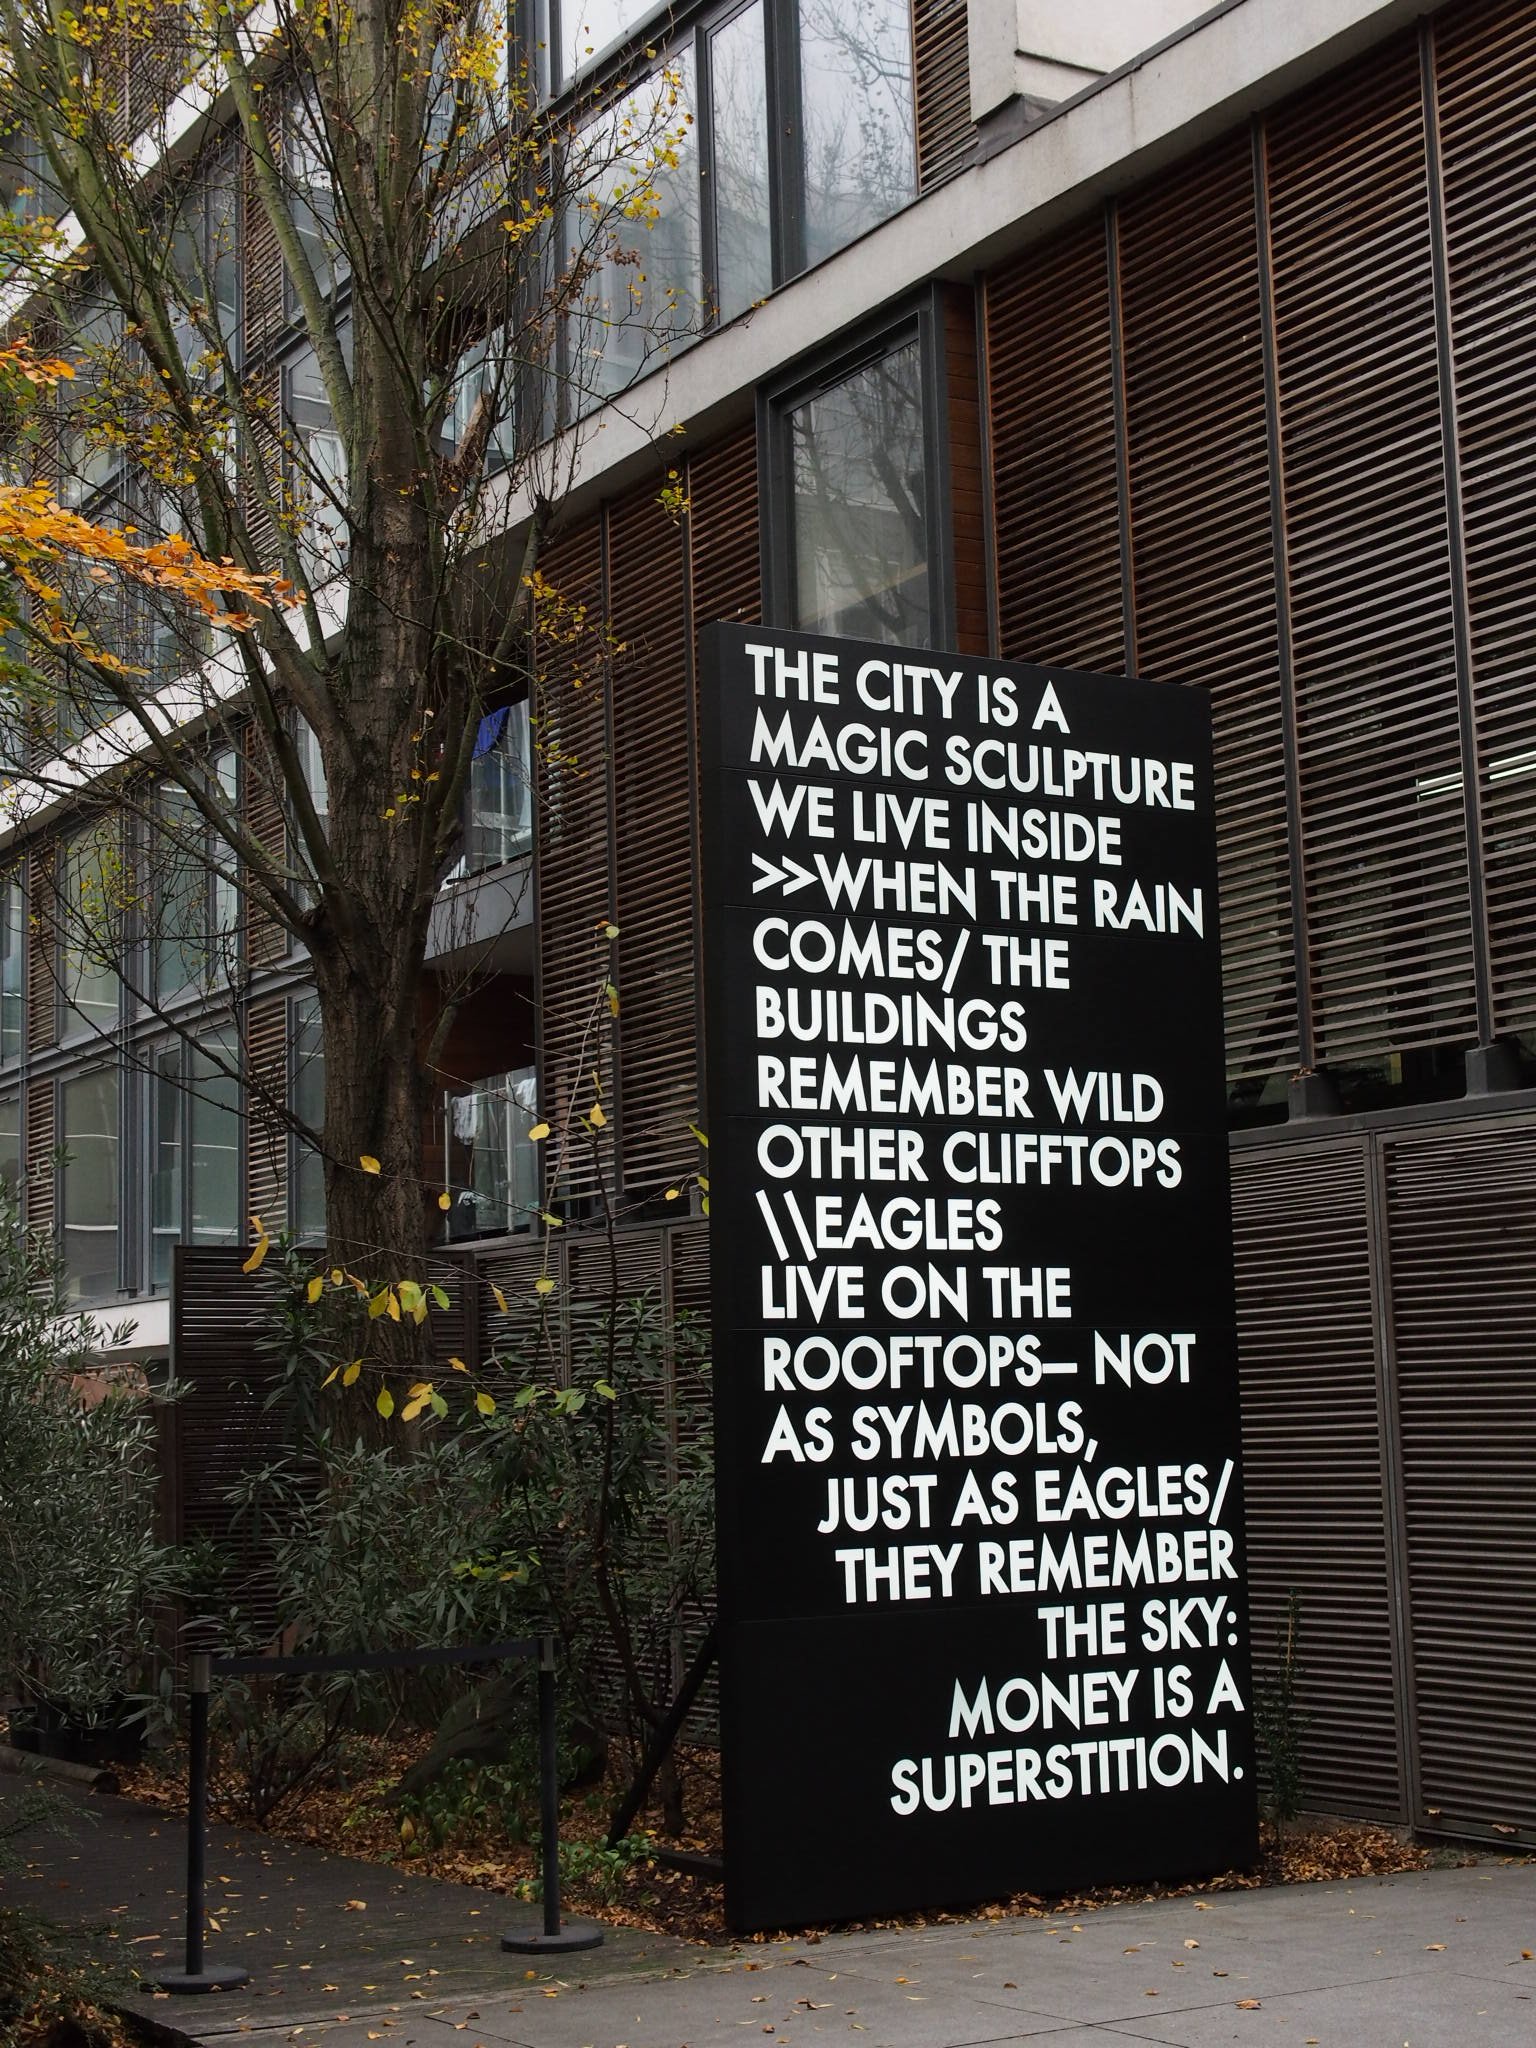 THE CITY IS A
MAGIC SCULPTURE
WE LIVE INSIDE
>>WHEN THE RAIN
COMES/ THE
BUILDINGS
REMEMBER WILD
OTHER CLIFFTOPS
\\EAGLES
LIVE ON THE
ROOFTOPS— NOT
AS SYMBOLS,
JUST AS EAGLES/
THEY REMEMBER
THE SKY:
MONEY IS A
SUPERSTITION.